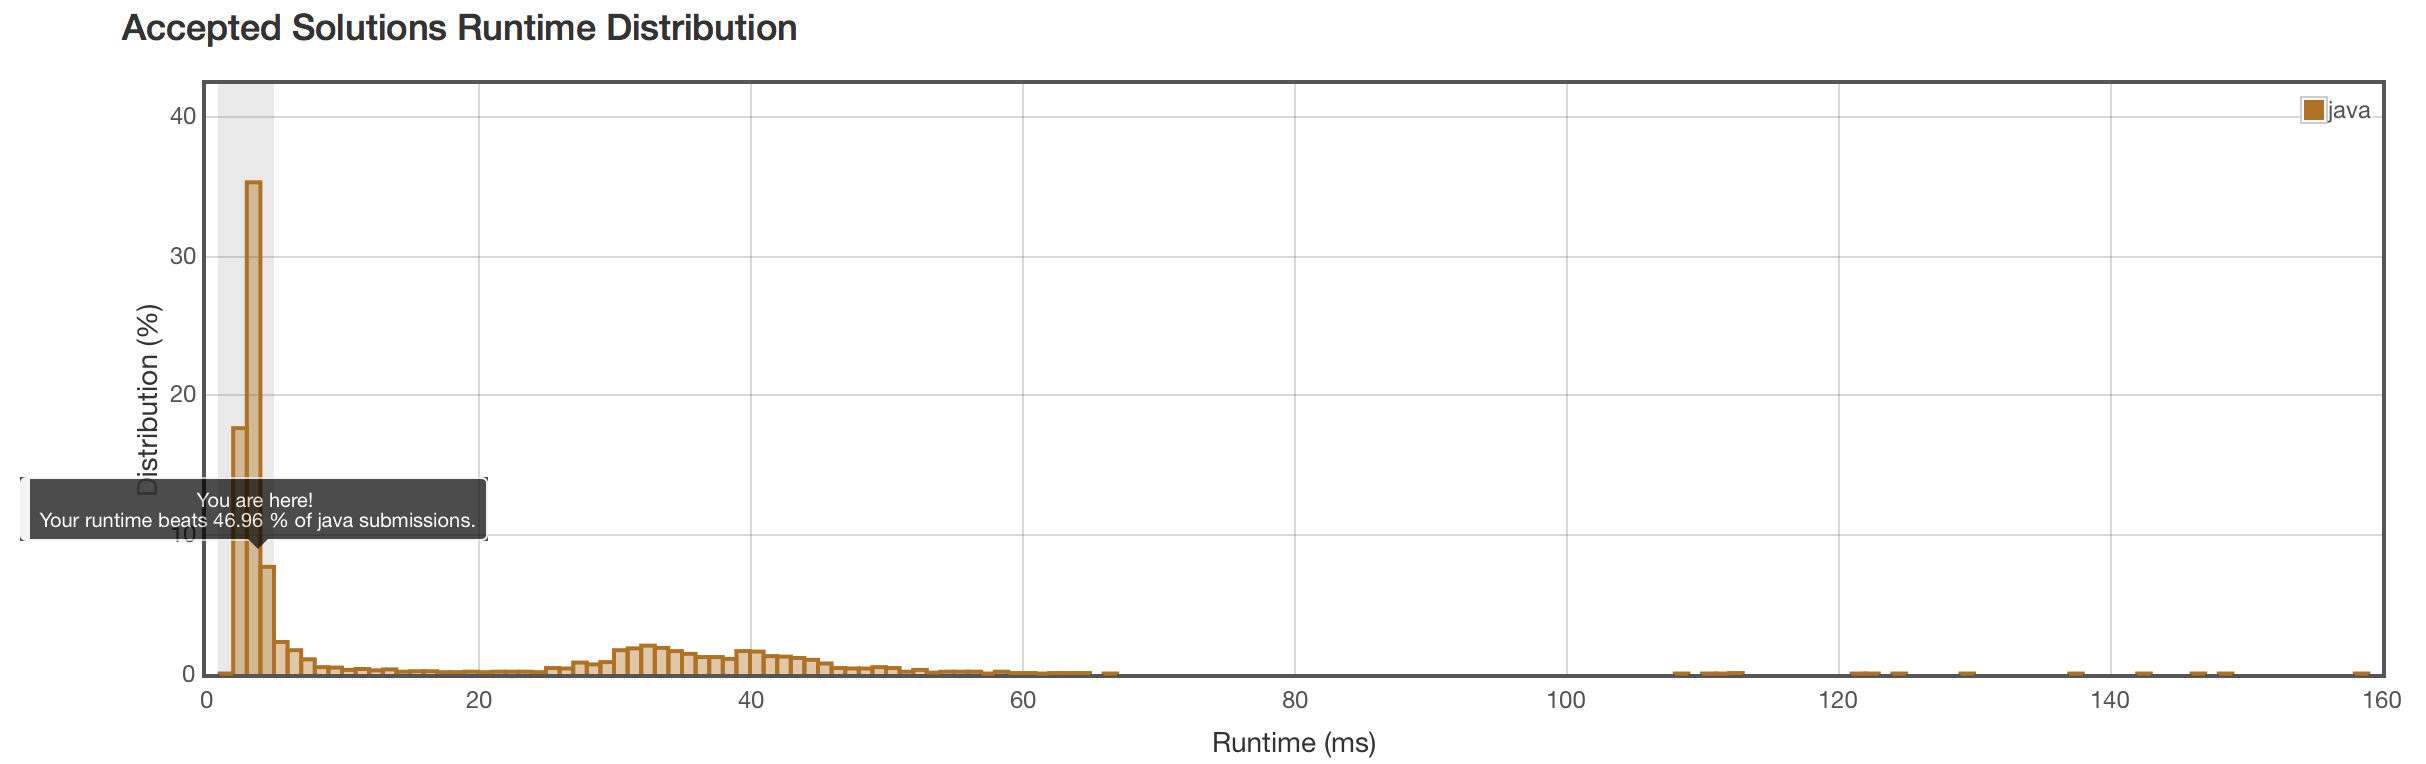 Accepted Solutions Runtime Distribution
java
Distribution (%)
40
30
20
10
0
You are here!
Your runtime beats 46.96 % of java submissions.
0 20 40 60 80 100 120 140 160
Runtime (ms)